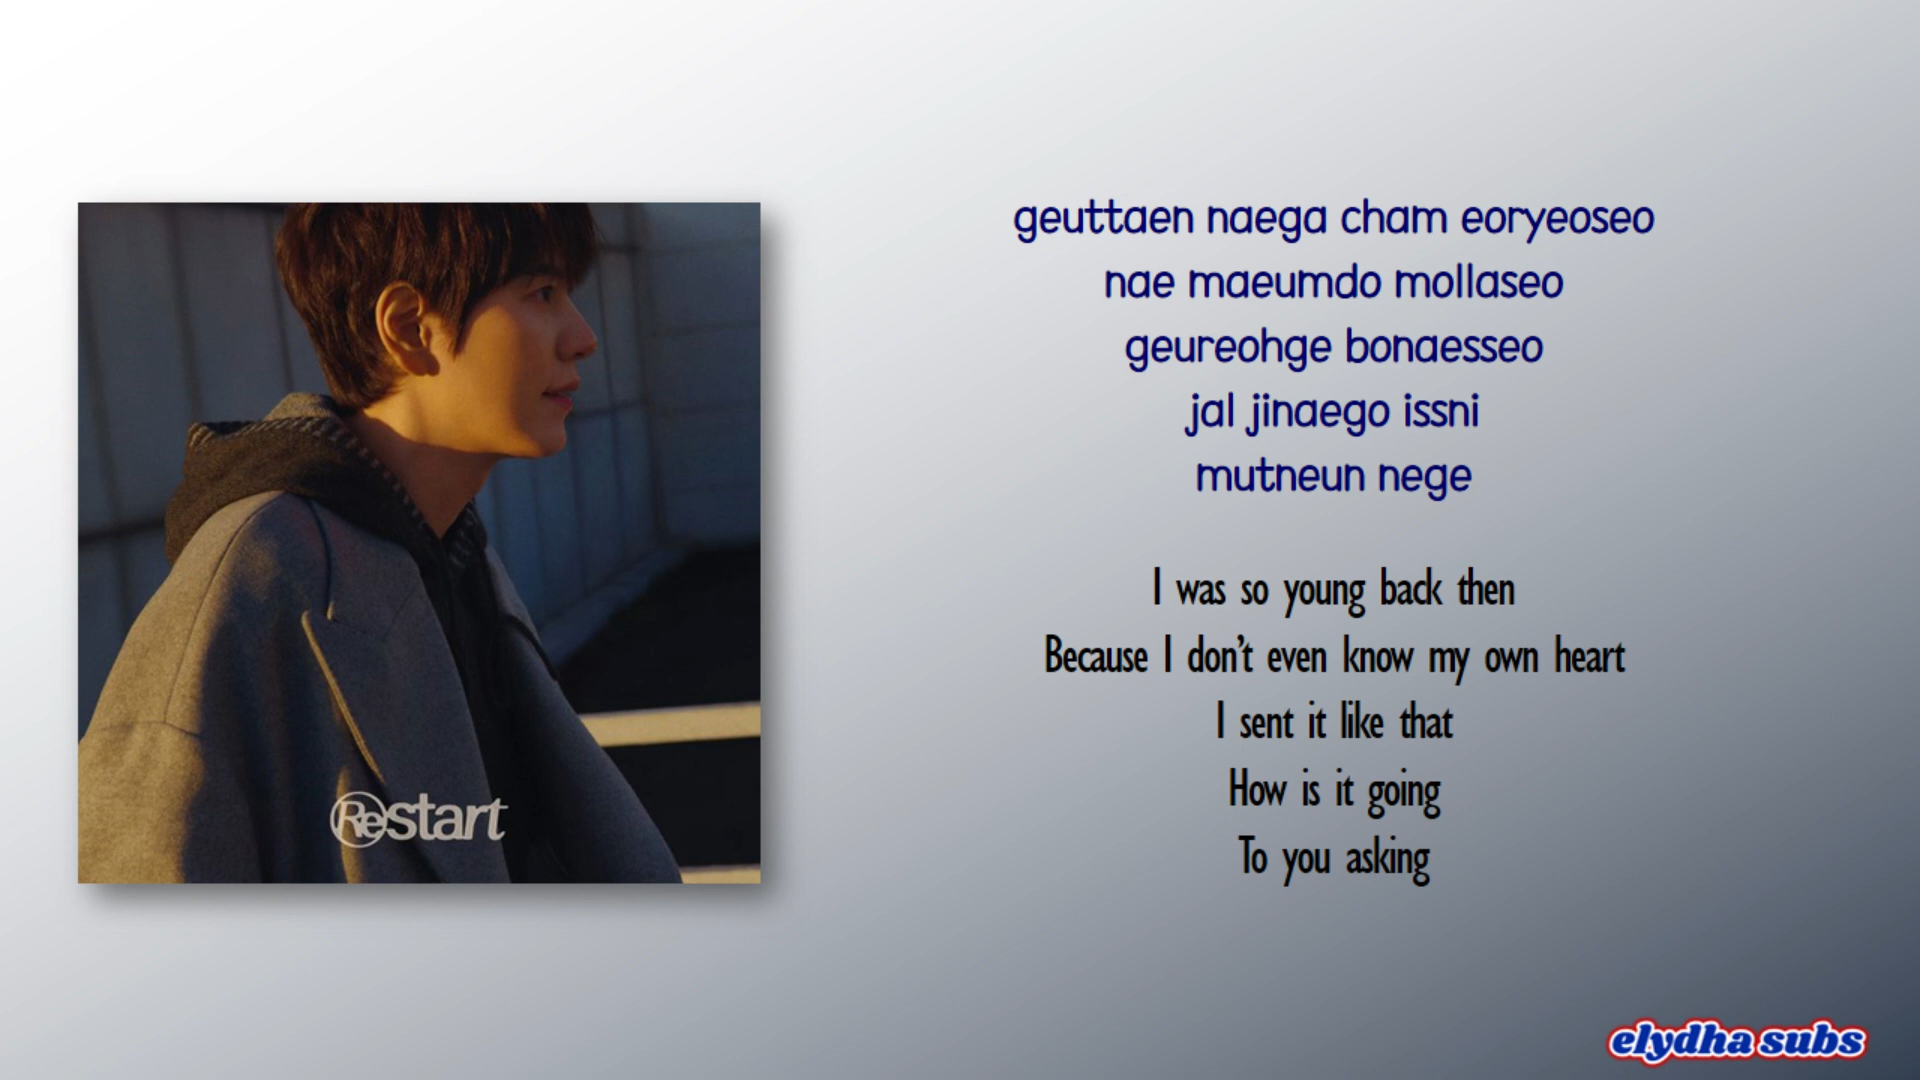 geuttaen naega cham eoryeoseo
nae maeumdo mollaseo
geureohge bonaesseo
jal jinaego issni
mutneun nege
I was so young back then
Because I don't even know my own heart
I sent it like that
How is it going
To you asking
Restart
elydha subs